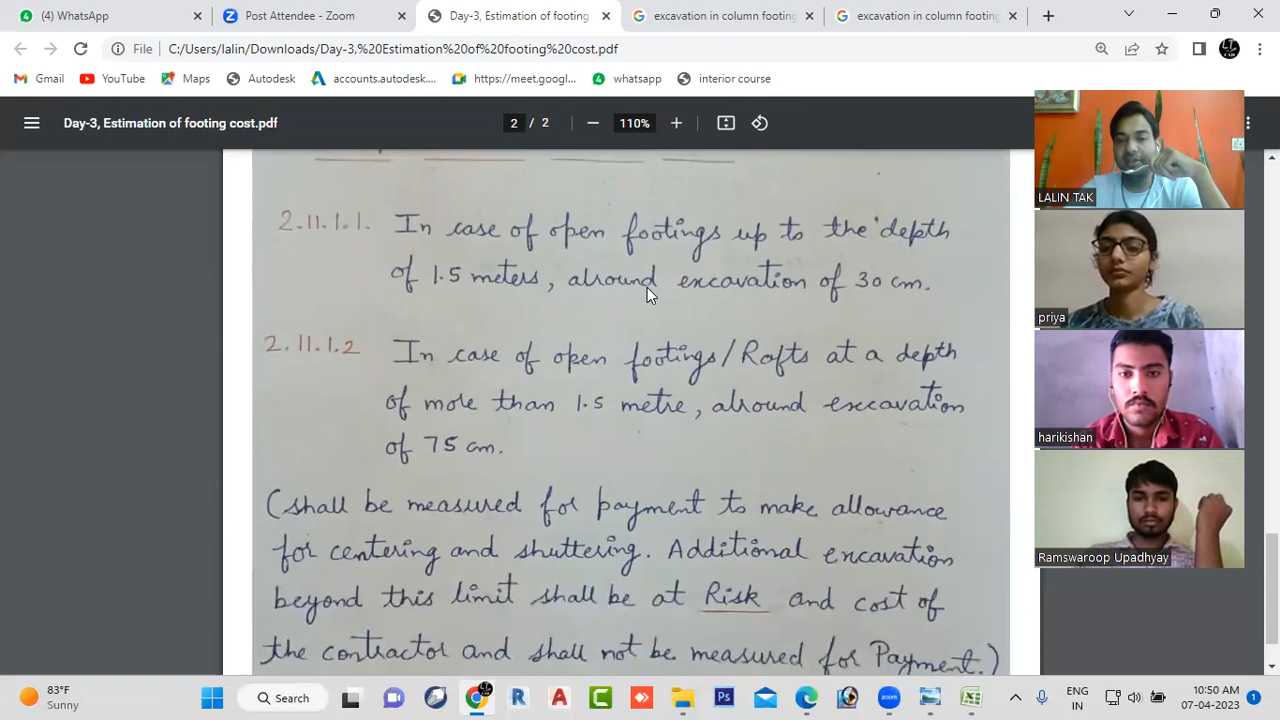 (4) WhatsApp
Post Attendee - Zoom
Day-3, Estimation of footing
excavation in column footing
excavation in column footing
File
C:/Users/lalin/Downloads/Day-3,%20Estimation%20of%20footing%20cost.pdf
Gmail
YouTube
Maps
Autodesk
accounts.autodesk....
https://meet.googl...
whatsapp
interior course
Day-3, Estimation of footing cost.pdf
2 / 2
110%
2.11.1.1. In case of open footings up to the depth
of 1.5 meters, alround excavation of 30 cm.
2.11.1.2 In case of open footings/Rafts at a depth
of more than 1.5 metre, alround excavation
of 75 cm.
(shall be measured for payment to make allowance
for centering and shuttering. Additional excavation
beyond this limit shall be at Risk and cost of
the contractor and shall not be measured for Payment.)
LALIN TAK
priya
harikishan
Ramswaroop Upadhyay
83°F
Sunny
Search
ENG
IN
10:50 AM
07-04-2023
1